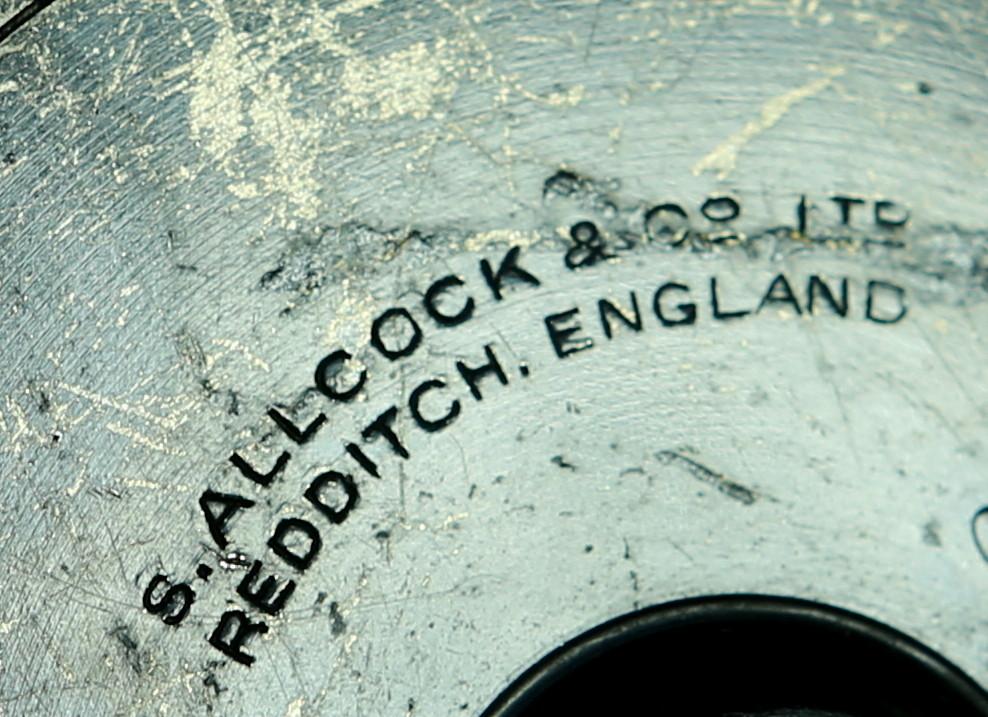 S. ALLCOCK & Cº LTD
REDDITCH. ENGLAND